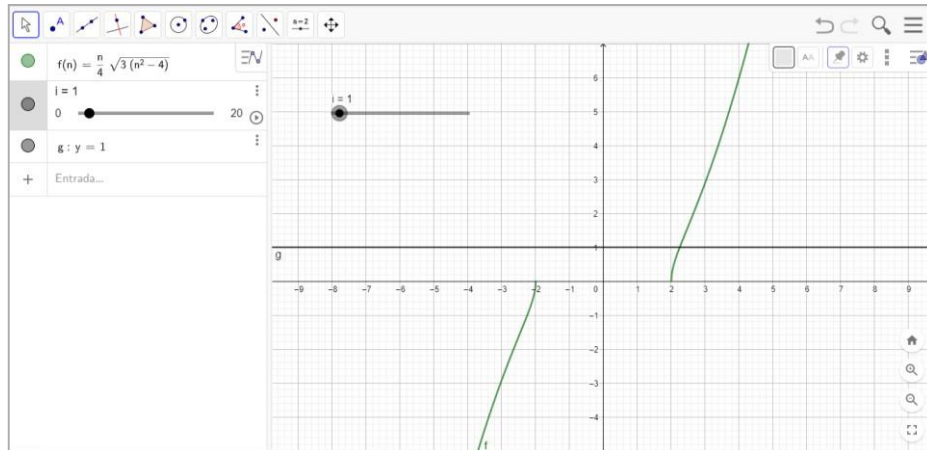 A
a=2
f(n) = n/4 √3 (n² − 4)
i = 1
0 20
g : y = 1
+ Entrada...
AA
i = 1
6
5
4
3
2
1
g
−9 −8 −7 −6 −5 −4 −3 −2 −1 0 1 2 3 4 5 6 7 8 9
−1
−2
−3
−4
f